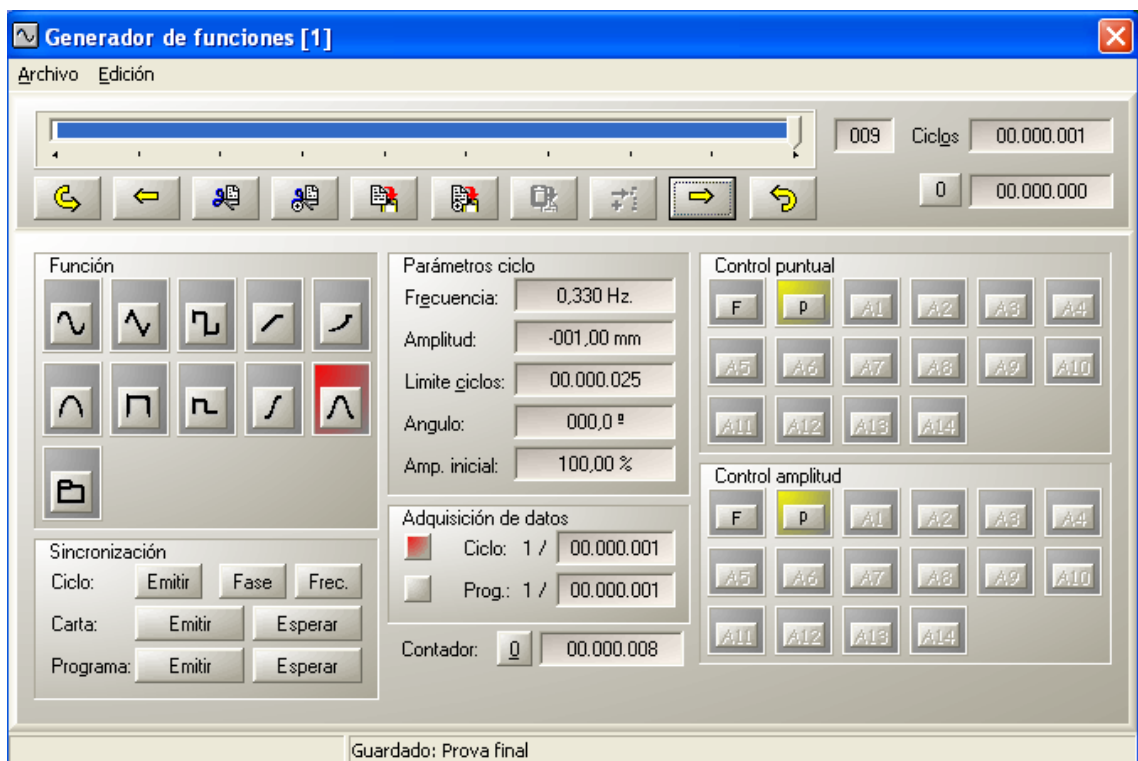 Generador de funciones [1]
Archivo Edición
009 Ciclos 00.000.001
0 00.000.000
Función
Parámetros ciclo
Frecuencia: 0,330 Hz.
Amplitud: -001,00 mm
Limite ciclos: 00.000.025
Angulo: 000,0 º
Amp. inicial: 100,00 %
Control puntual
F P A1 A2 A3 A4
A5 A6 A7 A8 A9 A10
A11 A12 A13 A14
Control amplitud
F P A1 A2 A3 A4
A5 A6 A7 A8 A9 A10
A11 A12 A13 A14
Sincronización
Ciclo: Emitir Fase Frec.
Carta: Emitir Esperar
Programa: Emitir Esperar
Adquisición de datos
Ciclo: 1 / 00.000.001
Prog.: 1 / 00.000.001
Contador: 0 00.000.008
Guardado: Prova final